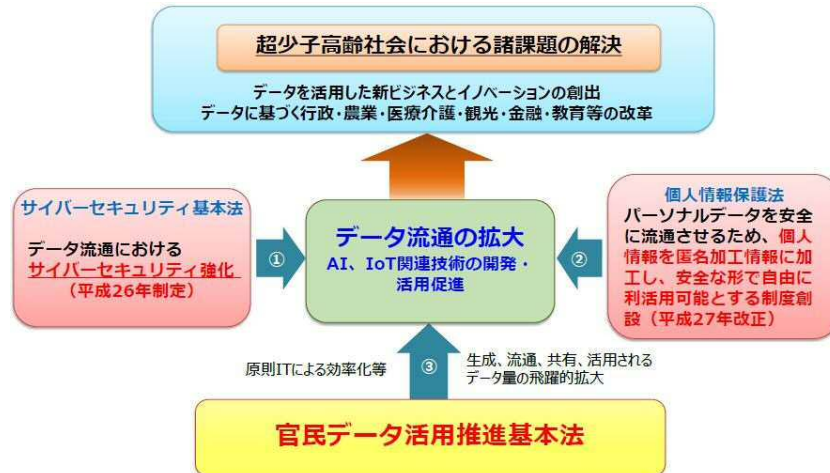 超少子高齢社会における諸課題の解決
データを活用した新ビジネスとイノベーションの創出
データに基づく行政・農業・医療介護・観光・金融・教育等の改革
サイバーセキュリティ基本法
データ流通における
サイバーセキュリティ強化
（平成26年制定）
①
データ流通の拡大
AI、IoT関連技術の開発・
活用促進
②
個人情報保護法
パーソナルデータを安全
に流通させるため、個人
情報を匿名加工情報に加
工し、安全な形で自由に
利活用可能とする制度創
設（平成27年改正）
原則ITによる効率化等
③
生成、流通、共有、活用される
データ量の飛躍的拡大
官民データ活用推進基本法